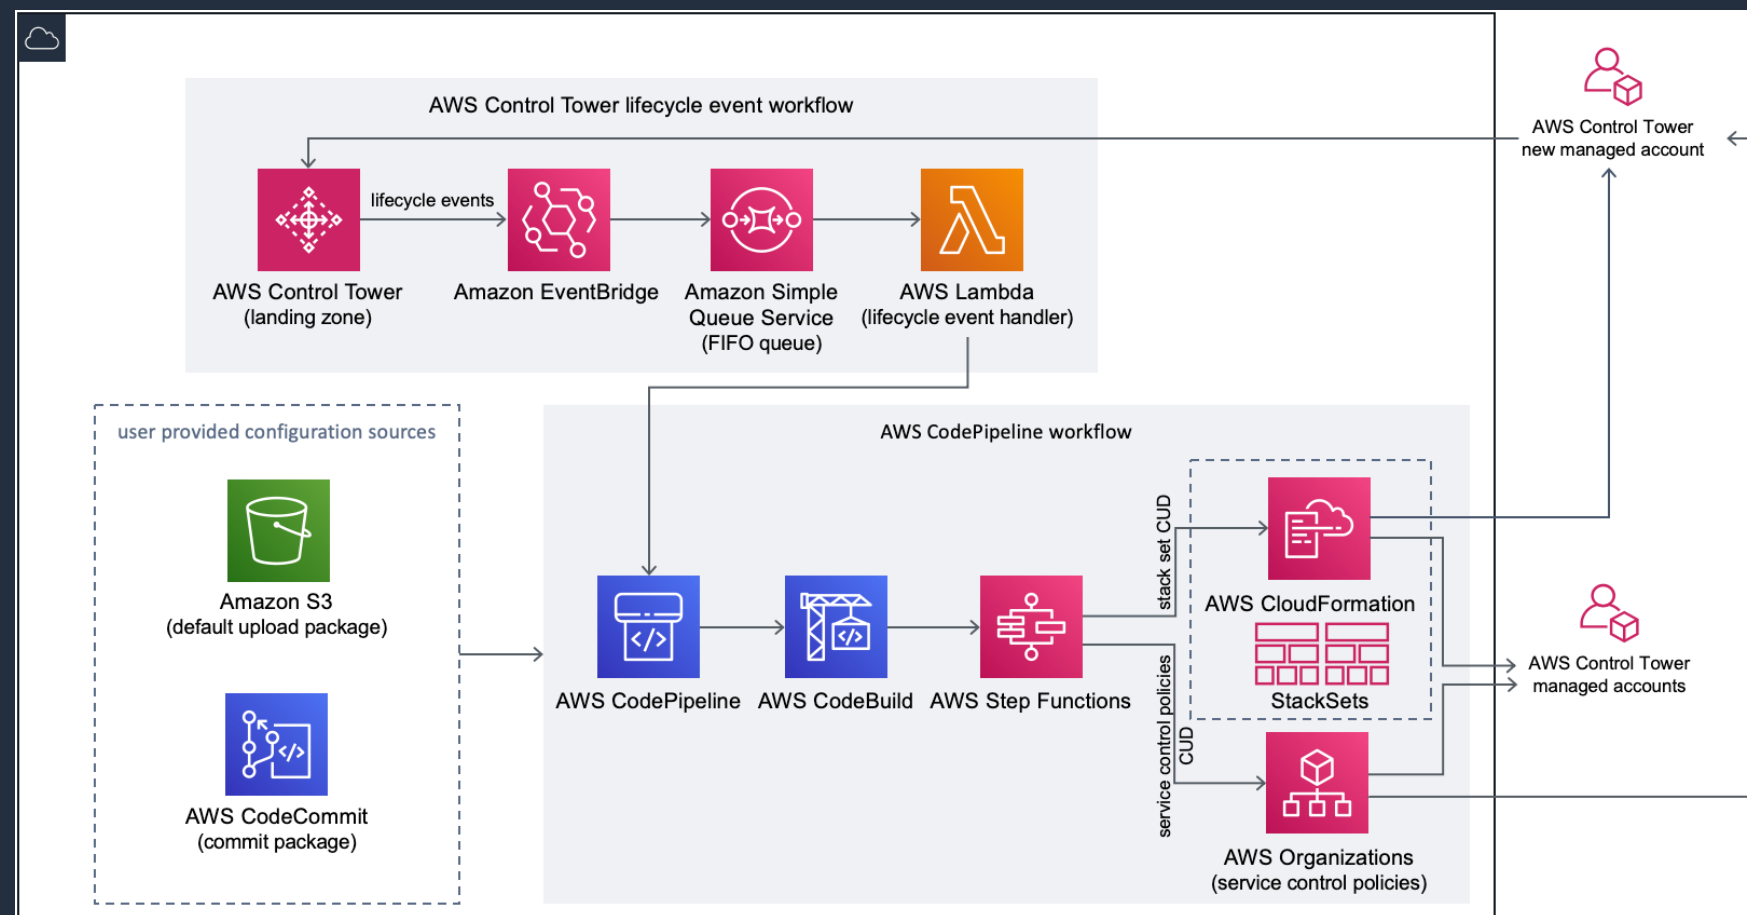 AWS Control Tower lifecycle event workflow
AWS Control Tower
new managed account
lifecycle events
AWS Control Tower
(landing zone)
Amazon EventBridge
Amazon Simple
Queue Service
(FIFO queue)
AWS Lambda
(lifecycle event handler)
user provided configuration sources
Amazon S3
(default upload package)
AWS CodeCommit
(commit package)
AWS CodePipeline workflow
AWS CodePipeline
AWS CodeBuild
AWS Step Functions
stack set CUD
service control policies
CUD
AWS CloudFormation
StackSets
AWS Organizations
(service control policies)
AWS Control Tower
managed accounts